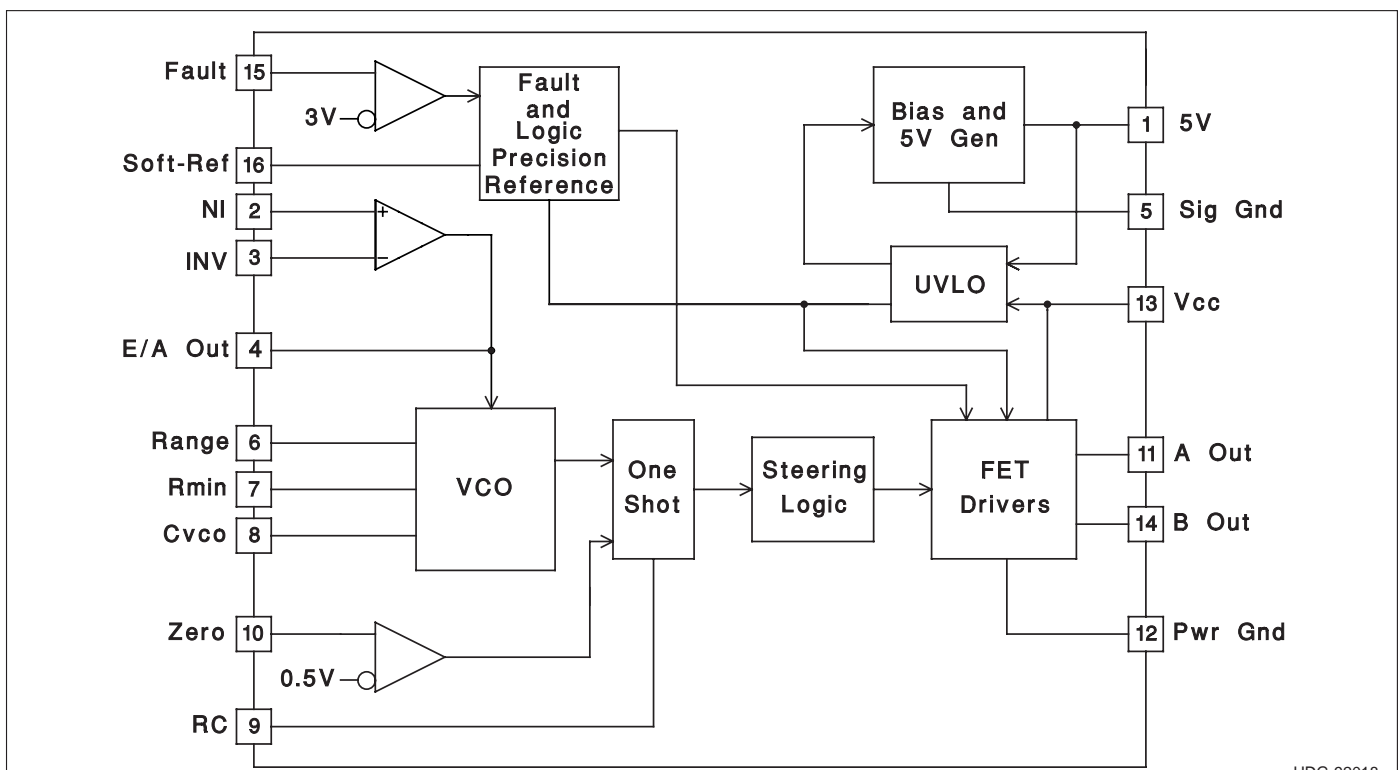 Fault 15
3V
Soft-Ref 16
NI 2
INV 3
E/A Out 4
Range 6
Rmin 7
Cvco 8
Zero 10
0.5V
RC 9
Fault
and
Logic
Precision
Reference
+
−
VCO
One
Shot
Steering
Logic
Bias and
5V Gen
UVLO
FET
Drivers
1 5V
5 Sig Gnd
13 Vcc
11 A Out
14 B Out
12 Pwr Gnd